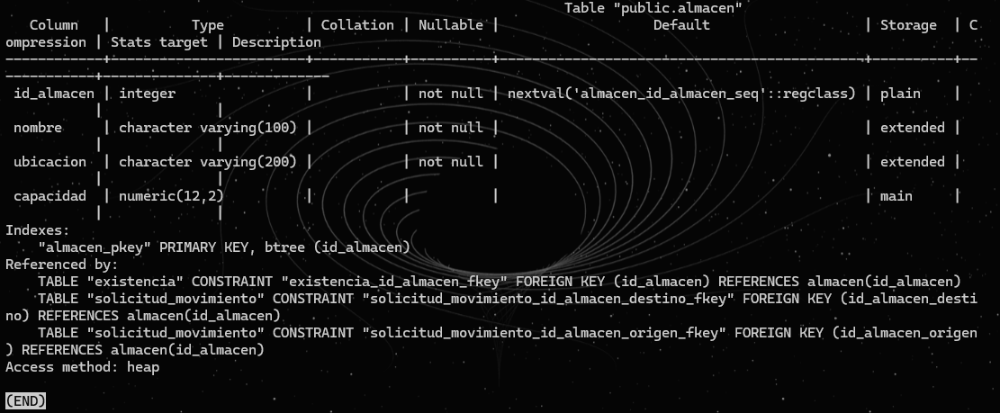 Table "public.almacen"
   Column    |          Type          | Collation | Nullable |                   Default                    | Storage  | C
ompression | Stats target | Description
-------------+------------------------+-----------+----------+----------------------------------------------+----------+--
-----------+--------------+-------------
 id_almacen  | integer                |           | not null | nextval('almacen_id_almacen_seq'::regclass) | plain    |
           |              |
 nombre      | character varying(100) |           | not null |                                              | extended |
           |              |
 ubicacion   | character varying(200) |           | not null |                                              | extended |
           |              |
 capacidad   | numeric(12,2)          |           |          |                                              | main     |
           |              |
Indexes:
    "almacen_pkey" PRIMARY KEY, btree (id_almacen)
Referenced by:
    TABLE "existencia" CONSTRAINT "existencia_id_almacen_fkey" FOREIGN KEY (id_almacen) REFERENCES almacen(id_almacen)
    TABLE "solicitud_movimiento" CONSTRAINT "solicitud_movimiento_id_almacen_destino_fkey" FOREIGN KEY (id_almacen_desti
no) REFERENCES almacen(id_almacen)
    TABLE "solicitud_movimiento" CONSTRAINT "solicitud_movimiento_id_almacen_origen_fkey" FOREIGN KEY (id_almacen_origen
) REFERENCES almacen(id_almacen)
Access method: heap
(END)